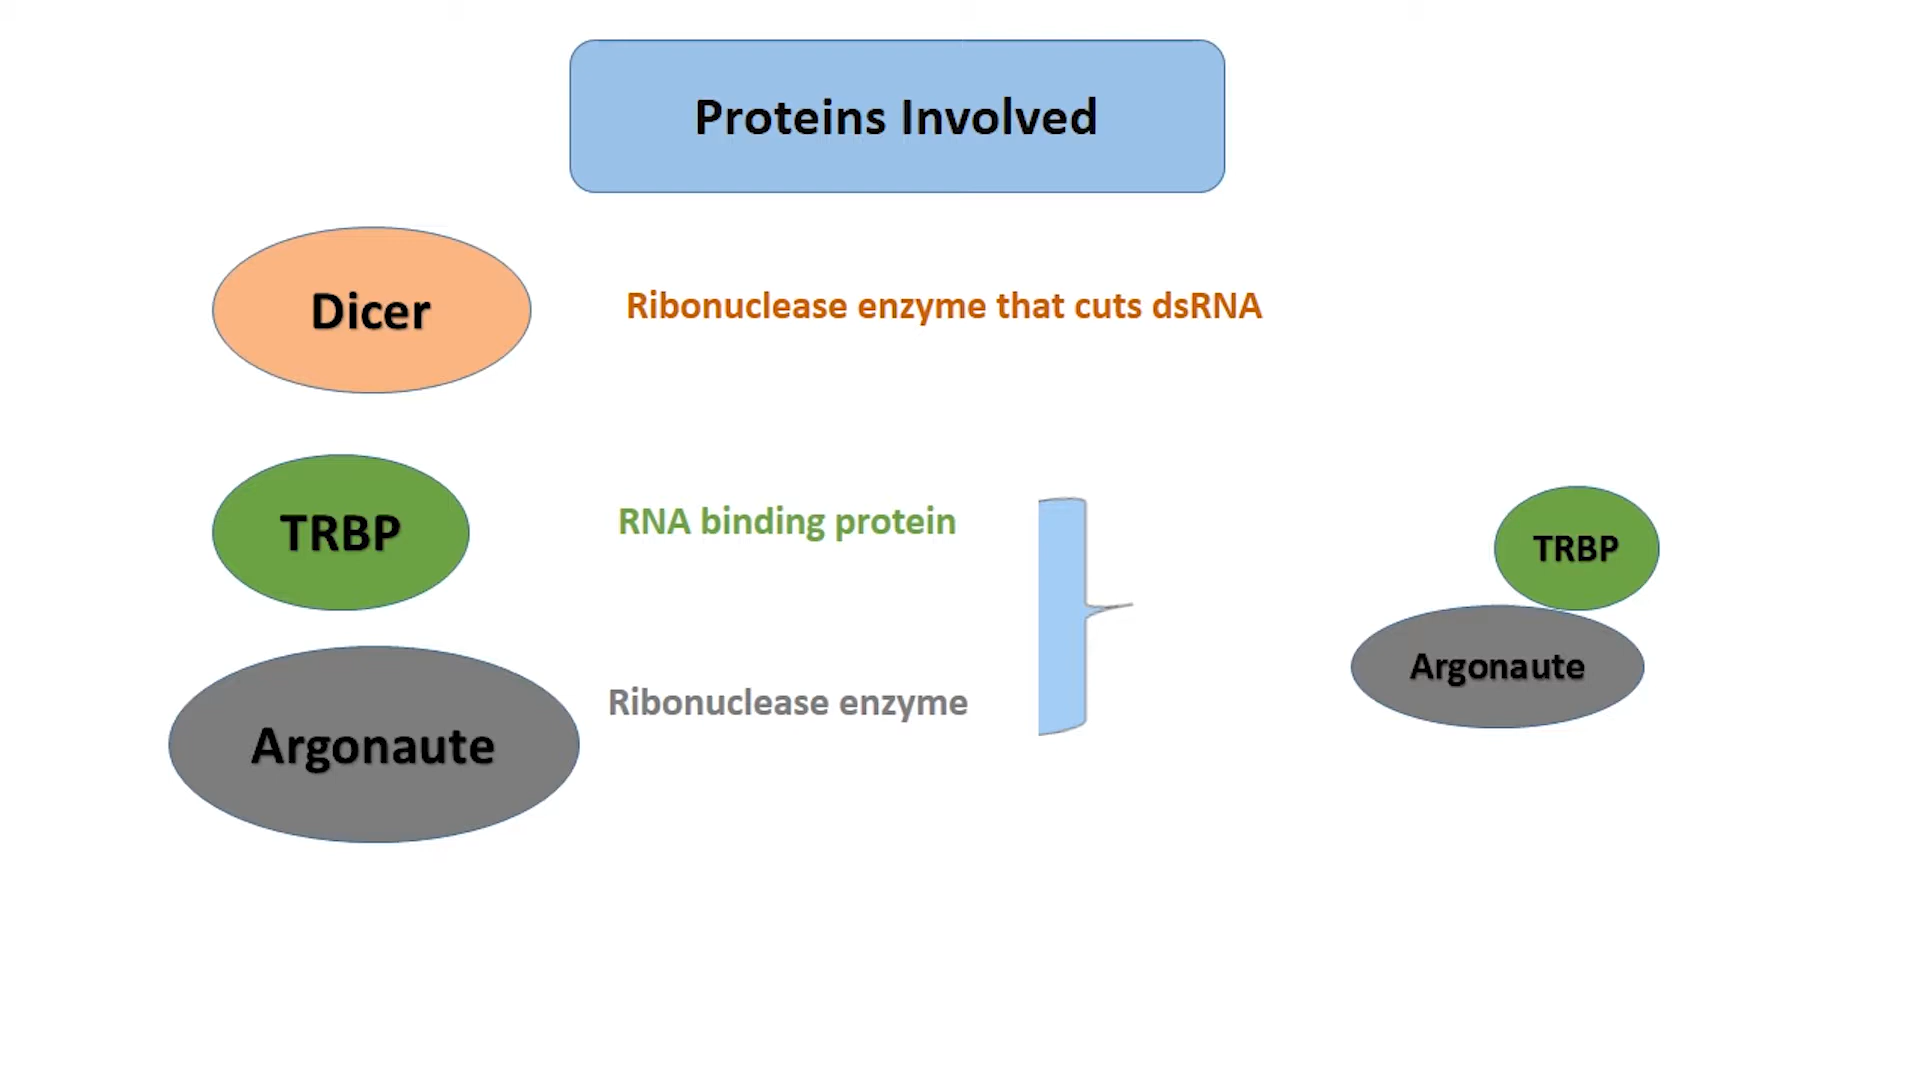 Proteins Involved
Dicer
Ribonuclease enzyme that cuts dsRNA
TRBP
RNA binding protein
Argonaute
Ribonuclease enzyme
TRBP
Argonaute